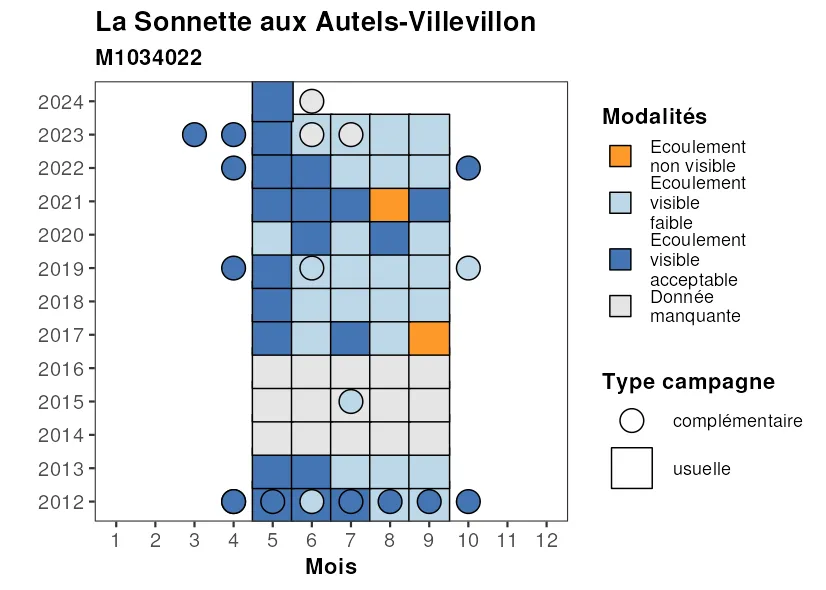 La Sonnette aux Autels-Villevillon
M1034022
2024
2023
2022
2021
2020
2019
2018
2017
2016
2015
2014
2013
2012
1 2 3 4 5 6 7 8 9 10 11 12
Mois
Modalités
Ecoulement
non visible
Ecoulement
visible
faible
Ecoulement
visible
acceptable
Donnée
manquante
Type campagne
complémentaire
usuelle